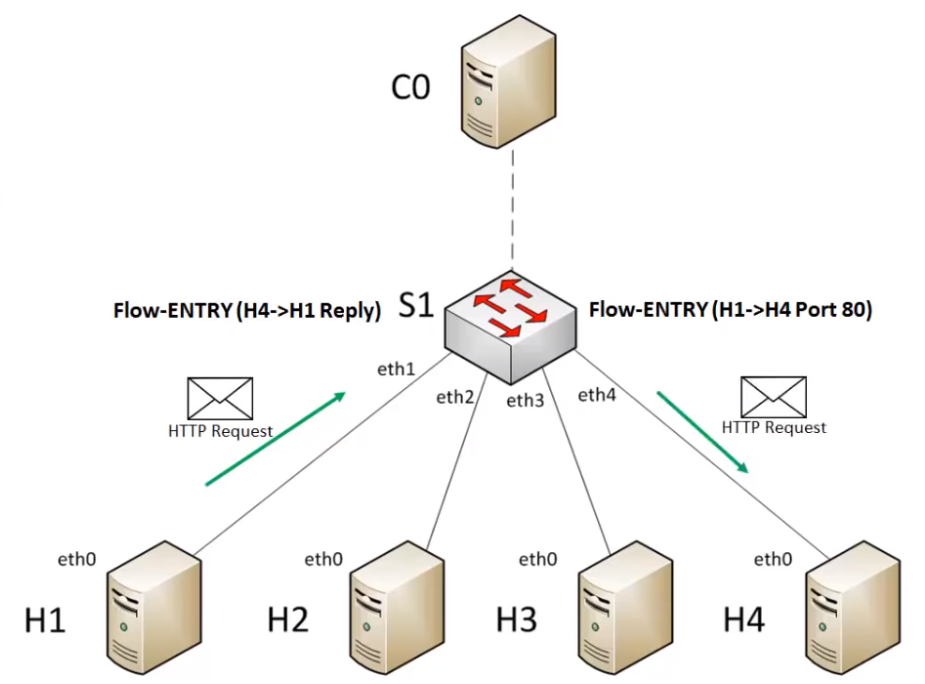 C0
Flow-ENTRY (H4->H1 Reply)
S1
Flow-ENTRY (H1->H4 Port 80)
eth1
eth2
eth3
eth4
HTTP Request
HTTP Request
eth0
eth0
eth0
eth0
H1
H2
H3
H4